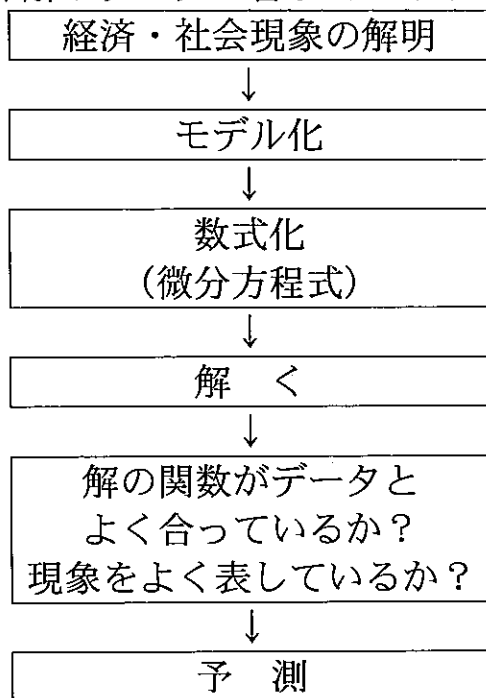 経済・社会現象の解明
↓
モデル化
↓
数式化
(微分方程式)
↓
解　く
↓
解の関数がデータと
よく合っているか？
現象をよく表しているか？
↓
予　測